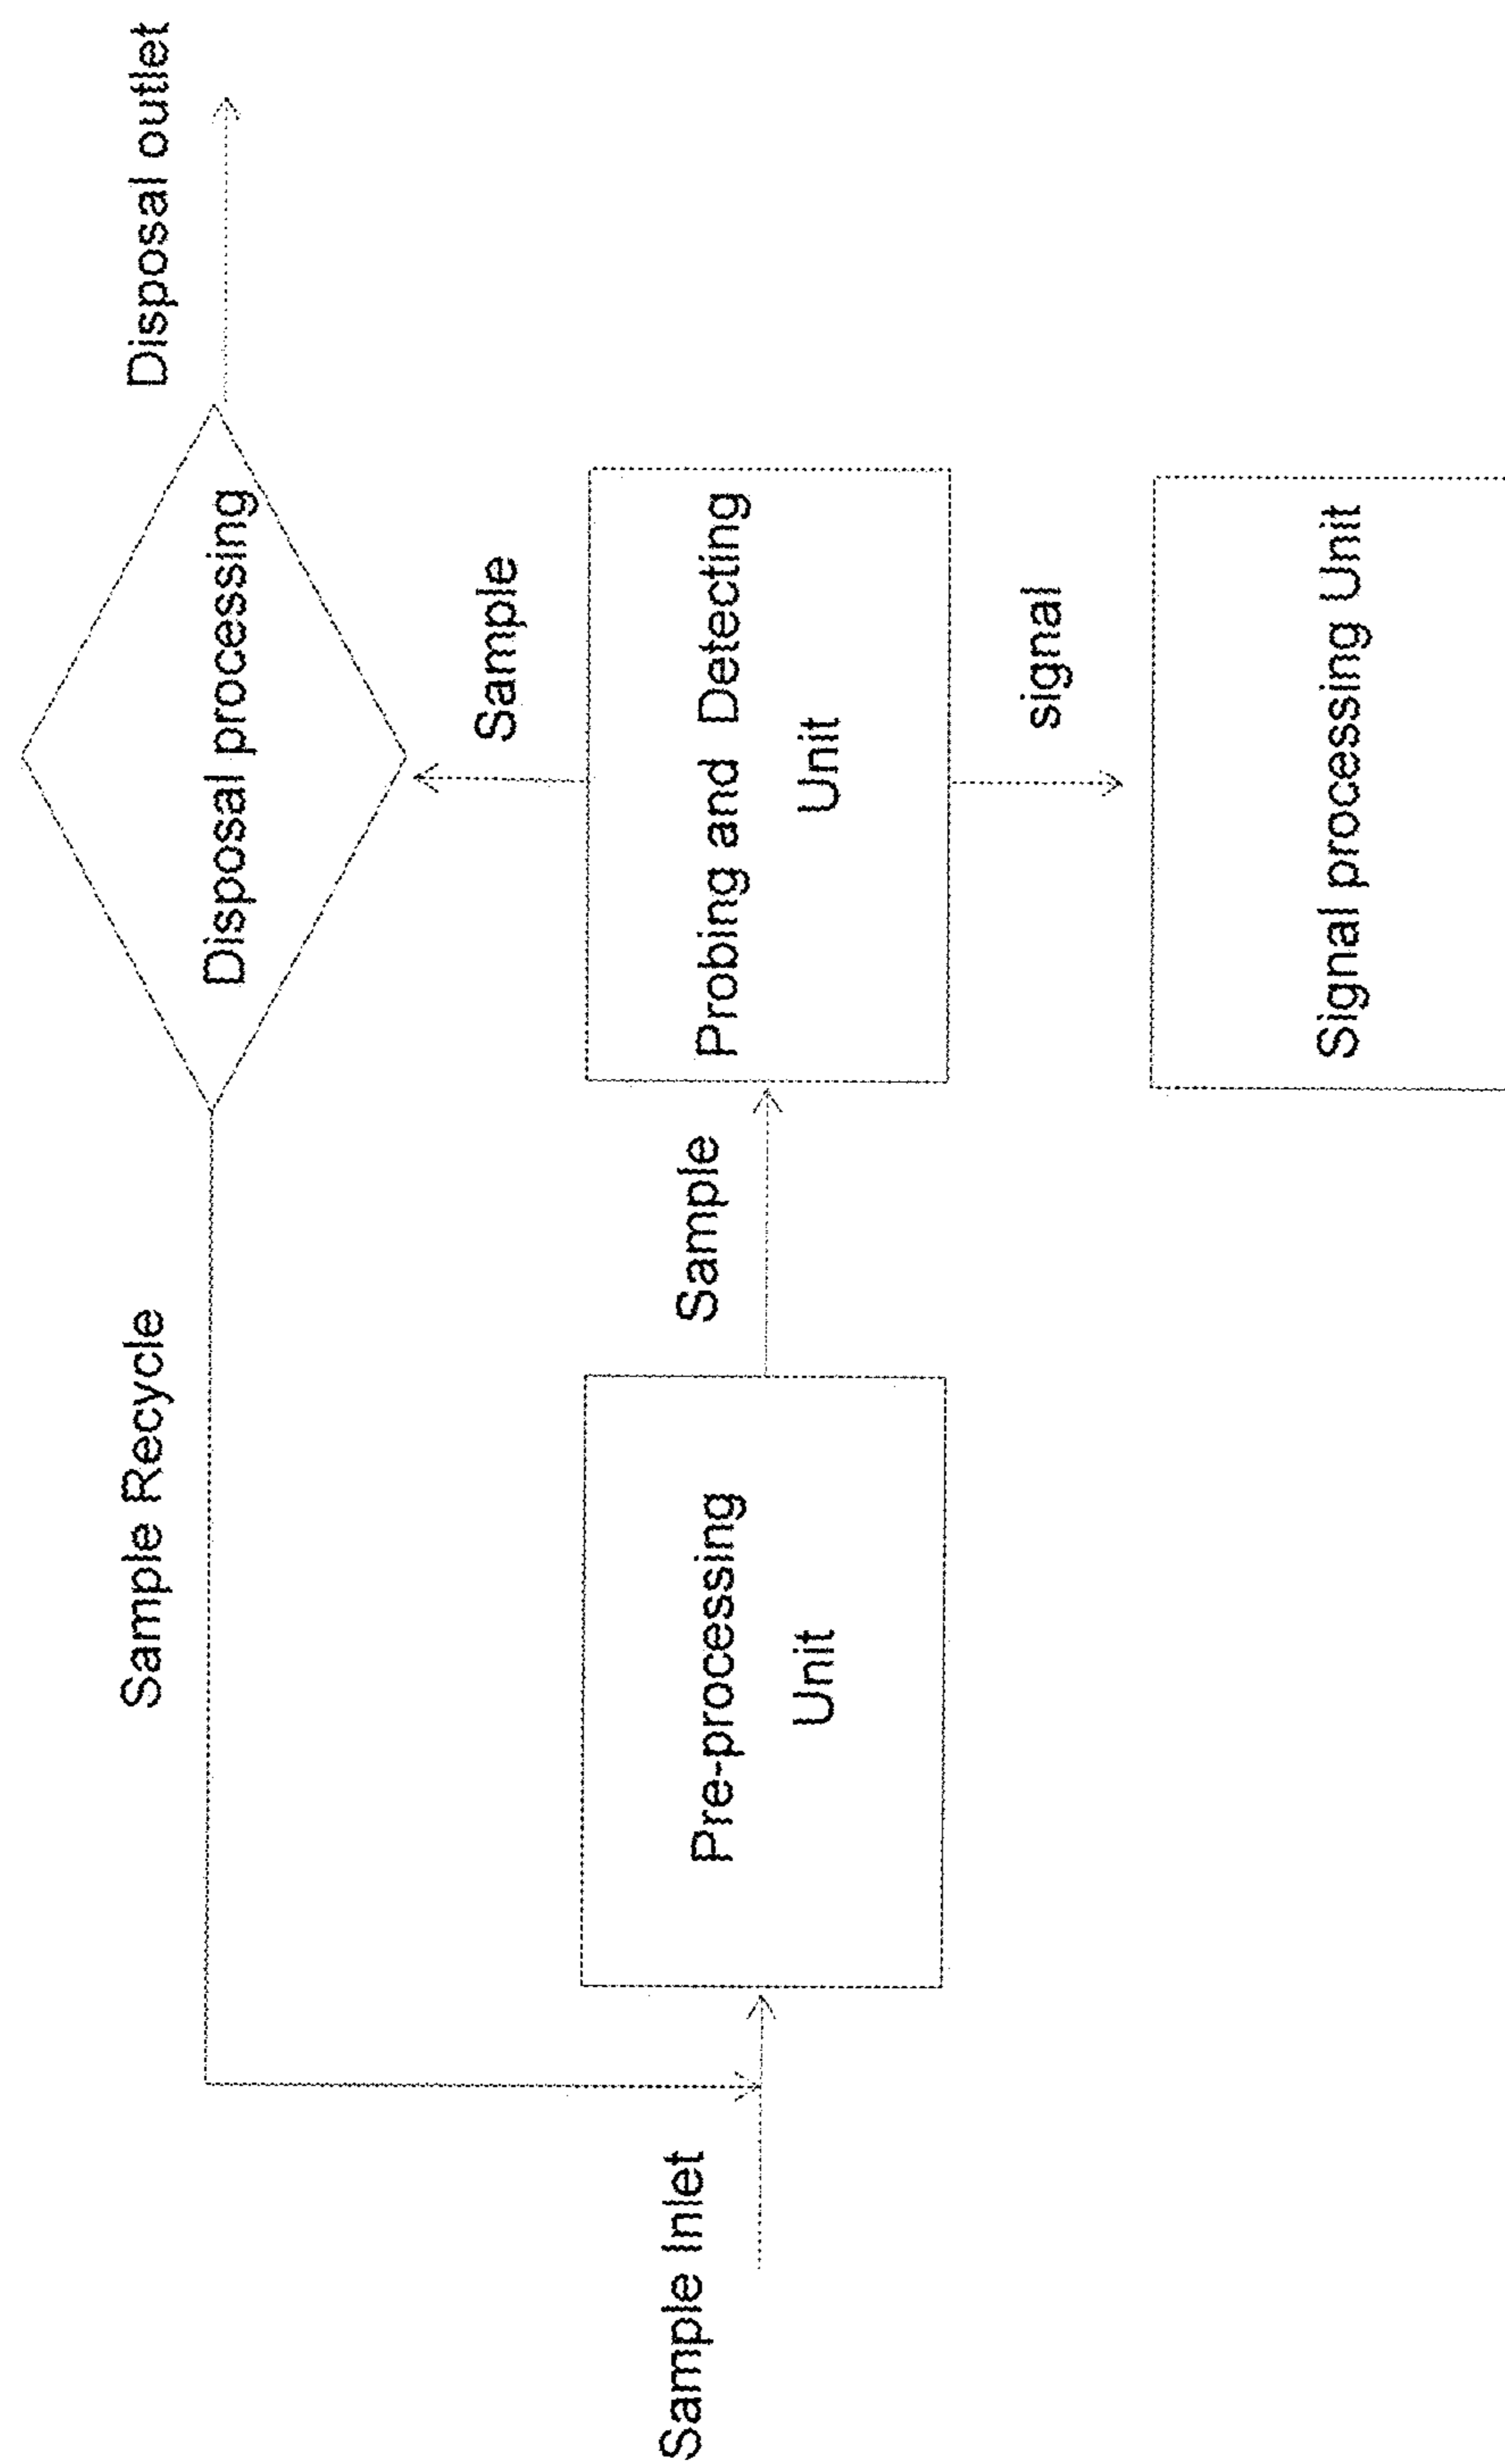 Disposal outlet
Sample Recycle
Disposal processing
Sample
Sample Inlet
Pre-processing
Unit
Sample
Probing and  Detecting
Unit
signal
Signal processing Unit